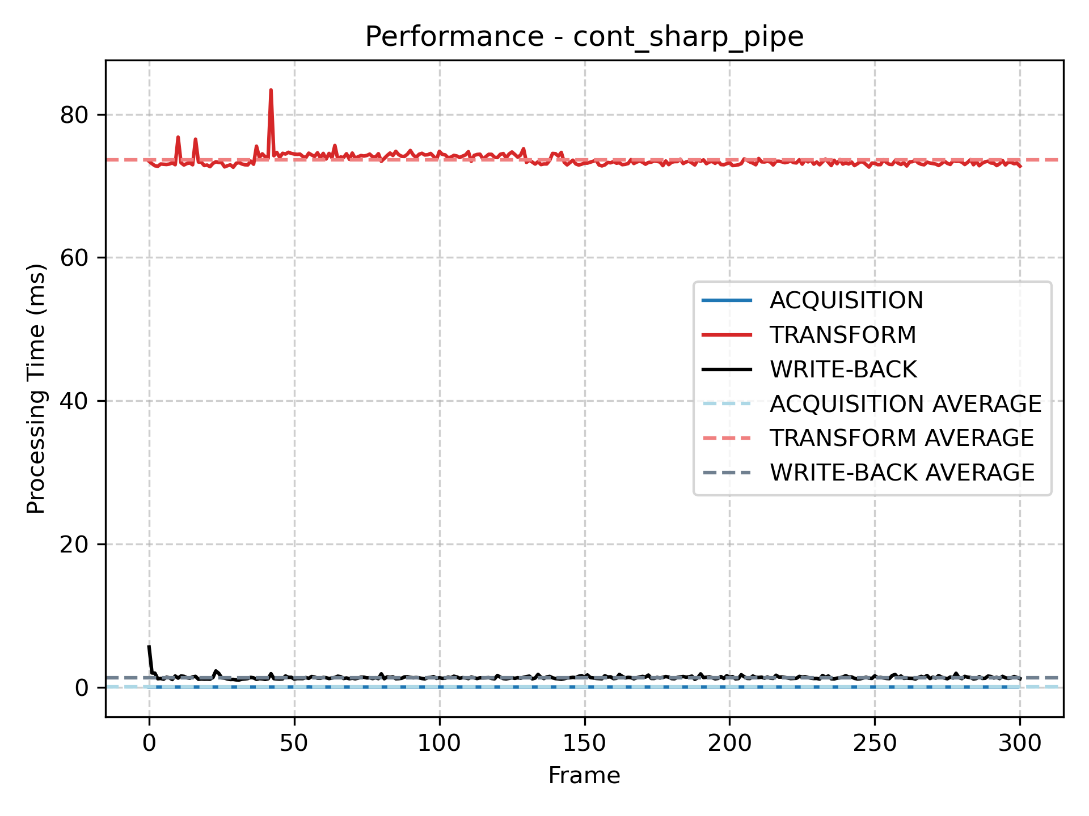 Performance - cont_sharp_pipe
Processing Time (ms)
80
60
40
20
0
ACQUISITION
TRANSFORM
WRITE-BACK
ACQUISITION AVERAGE
TRANSFORM AVERAGE
WRITE-BACK AVERAGE
0 50 100 150 200 250 300
Frame